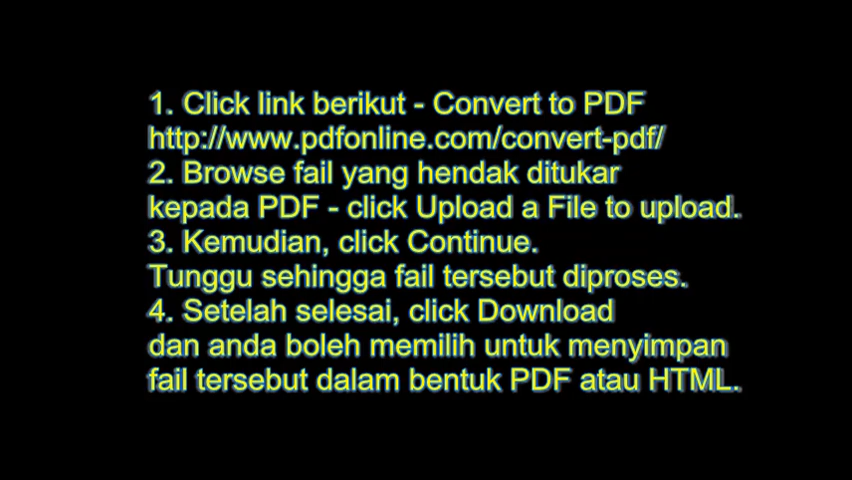 1. Click link berikut - Convert to PDF
http://www.pdfonline.com/convert-pdf/
2. Browse fail yang hendak ditukar
kepada PDF - click Upload a File to upload.
3. Kemudian, click Continue.
Tunggu sehingga fail tersebut diproses.
4. Setelah selesai, click Download
dan anda boleh memilih untuk menyimpan
fail tersebut dalam bentuk PDF atau HTML.